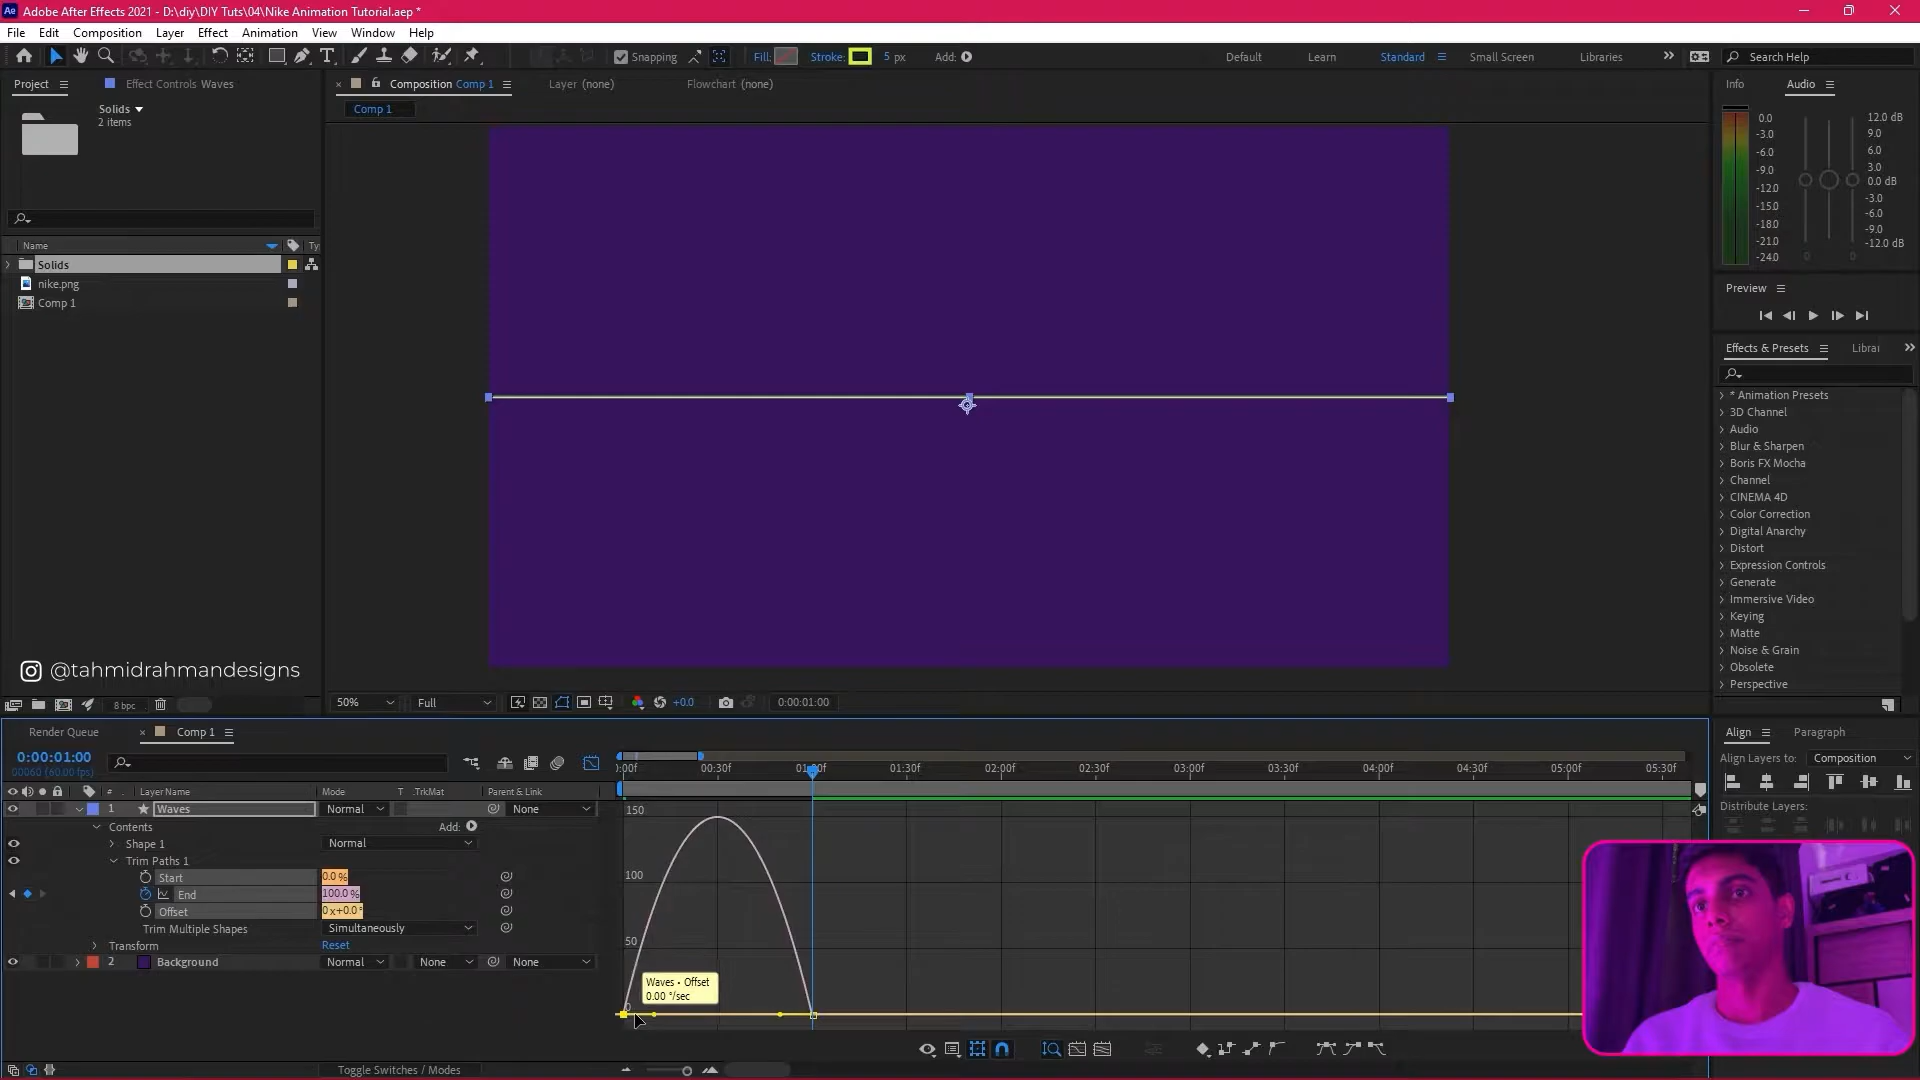 Adobe After Effects 2021 - D:\diy\DIY Tuts\04\Nike Animation Tutorial.aep *
File Edit Composition Layer Effect Animation View Window Help
Snapping Fill: Stroke: 5 px Add: Default Learn Standard Small Screen Libraries Search Help
Project Effect Controls Waves Composition Comp 1 Layer (none) Flowchart (none) Info Audio
Solids
2 items
Comp 1
0.0
-3.0
-6.0
-9.0
-12.0
-15.0
-18.0
-21.0
-24.0
12.0 dB
9.0
6.0
3.0
0.0 dB
-3.0
-6.0
-9.0
-12.0 dB
0 0
Name Ty
Solids
nike.png
Comp 1
Preview
Effects & Presets Librai
* Animation Presets
3D Channel
Audio
Blur & Sharpen
Boris FX Mocha
Channel
CINEMA 4D
Color Correction
Digital Anarchy
Distort
Expression Controls
Generate
Immersive Video
Keying
Matte
Noise & Grain
Obsolete
Perspective
@tahmidrahmandesigns
8 bpc
50% Full +0.0 0:00:01:00
Render Queue Comp 1
0:00:01:00
00060 (60.00 fps)
:00f 00:30f 01:00f 01:30f 02:00f 02:30f 03:00f 03:30f 04:00f 04:30f 05:00f 05:30f
# Layer Name Mode T .TrkMat Parent & Link
1 Waves Normal None
Contents Add:
Shape 1 Normal
Trim Paths 1
Start 0.0 %
End 100.0 %
Offset 0x+0.0°
Trim Multiple Shapes Simultaneously
Transform Reset
2 Background Normal None None
150
100
50
0
Waves • Offset
0.00 °/sec
Toggle Switches / Modes
Align Paragraph
Align Layers to: Composition
Distribute Layers: